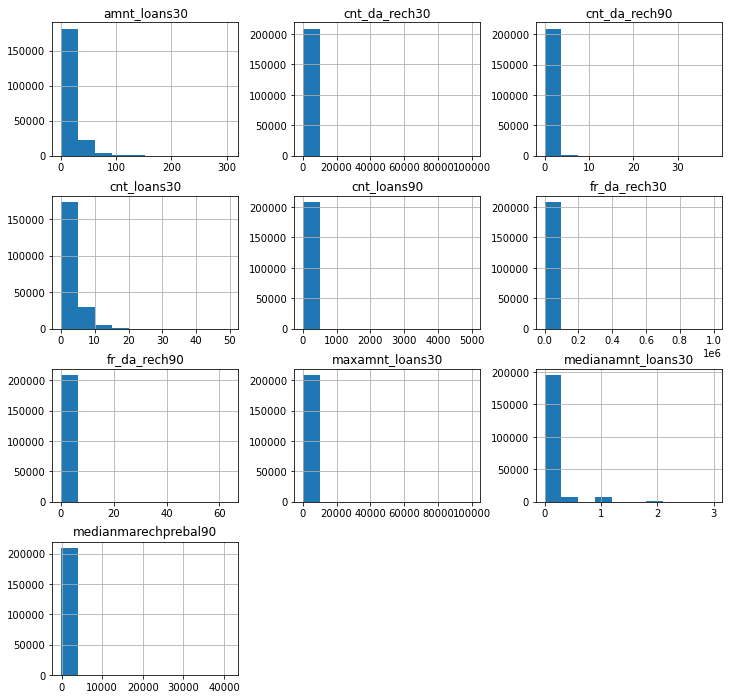 amnt_loans30 cnt_da_rech30 cnt_da_rech90
150000 200000 200000
100000 150000 150000
50000 100000 100000
0 50000 50000
0 0
0 100 200 300 0 20000 40000 60000 80000 100000 0 10 20 30
cnt_loans30 cnt_loans90 fr_da_rech30
150000 200000 200000
100000 150000 150000
50000 100000 100000
0 50000 50000
0 0
0 10 20 30 40 50 0 1000 2000 3000 4000 5000 0.0 0.2 0.4 0.6 0.8 1.0
1e6
fr_da_rech90 maxamnt_loans30 medianamnt_loans30
200000 200000 200000
150000 150000 150000
100000 100000 100000
50000 50000 50000
0 0 0
0 20 40 60 0 20000 40000 60000 80000 100000 0 1 2 3
medianmarechprebal90
200000
150000
100000
50000
0
0 10000 20000 30000 40000